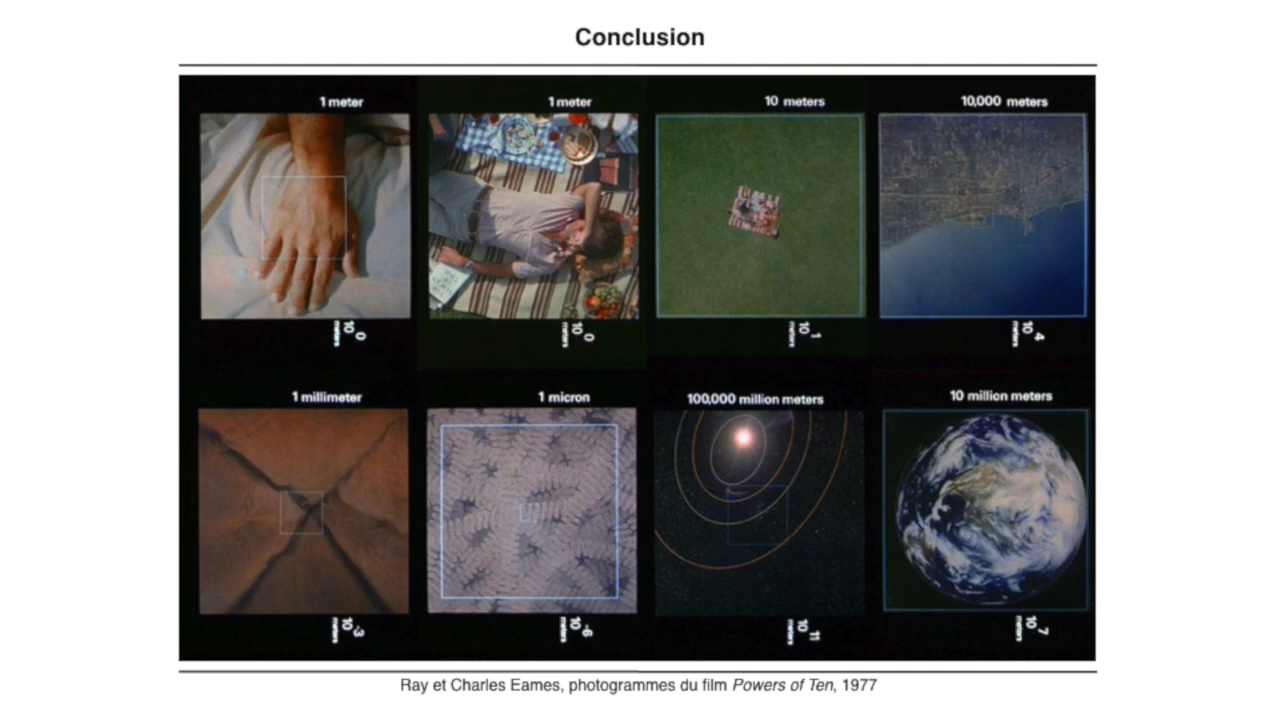 Conclusion
1 meter
1 meter
10 meters
10,000 meters
10 0 meters
10 0 meters
10 1 meters
10 4 meters
1 millimeter
1 micron
100,000 million meters
10 million meters
10 -3 meters
10 -6 meters
10 11 meters
10 7 meters
Ray et Charles Eames, photogrammes du film Powers of Ten, 1977